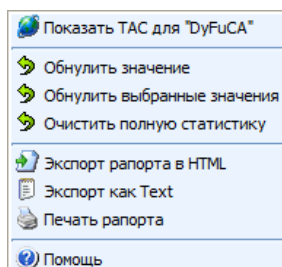 Показать TAC для "DyFuCA"
Обнулить значение
Обнулить выбранные значения
Очистить полную статистику
Экспорт рапорта в HTML
Экспорт как Text
Печать рапорта
Помощь